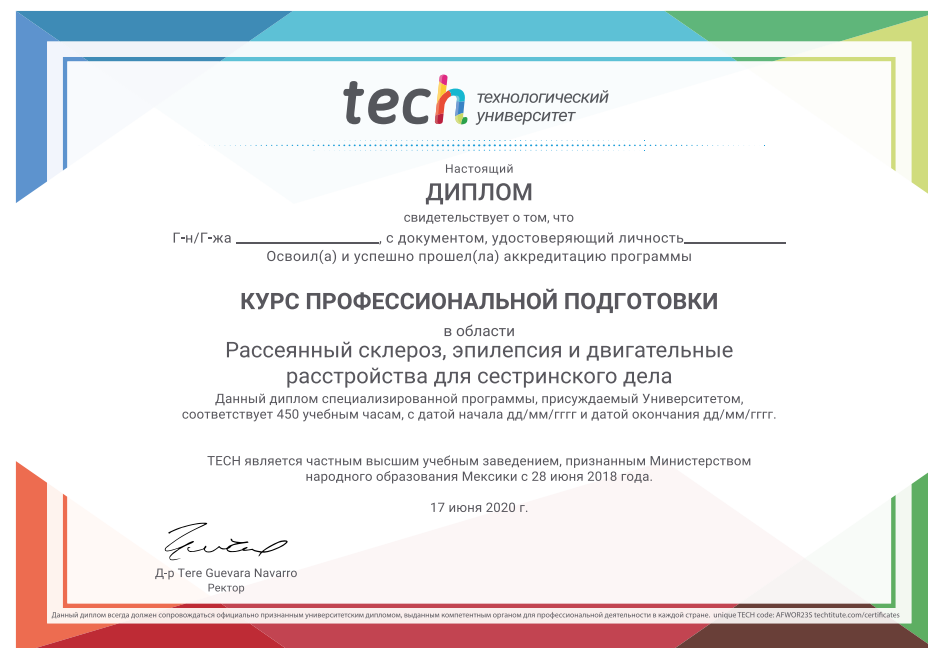 tech технологический
университет
Настоящий
ДИПЛОМ
свидетельствует о том, что
Г-н/Г-жа ____________________, с документом, удостоверяющий личность______________
Освоил(а) и успешно прошел(ла) аккредитацию программы
КУРС ПРОФЕССИОНАЛЬНОЙ ПОДГОТОВКИ
в области
Рассеянный склероз, эпилепсия и двигательные
расстройства для сестринского дела
Данный диплом специализированной программы, присуждаемый Университетом,
соответствует 450 учебным часам, с датой начала дд/мм/гггг и датой окончания дд/мм/гггг.
TECH является частным высшим учебным заведением, признанным Министерством
народного образования Мексики с 28 июня 2018 года.
17 июня 2020 г.
Д-р Tere Guevara Navarro
Ректор
Данный диплом всегда должен сопровождаться официально признанным университетским дипломом, выданным компетентным органом для профессиональной деятельности в каждой стране. unique TECH code: AFWOR23S techtitute.com/certificates